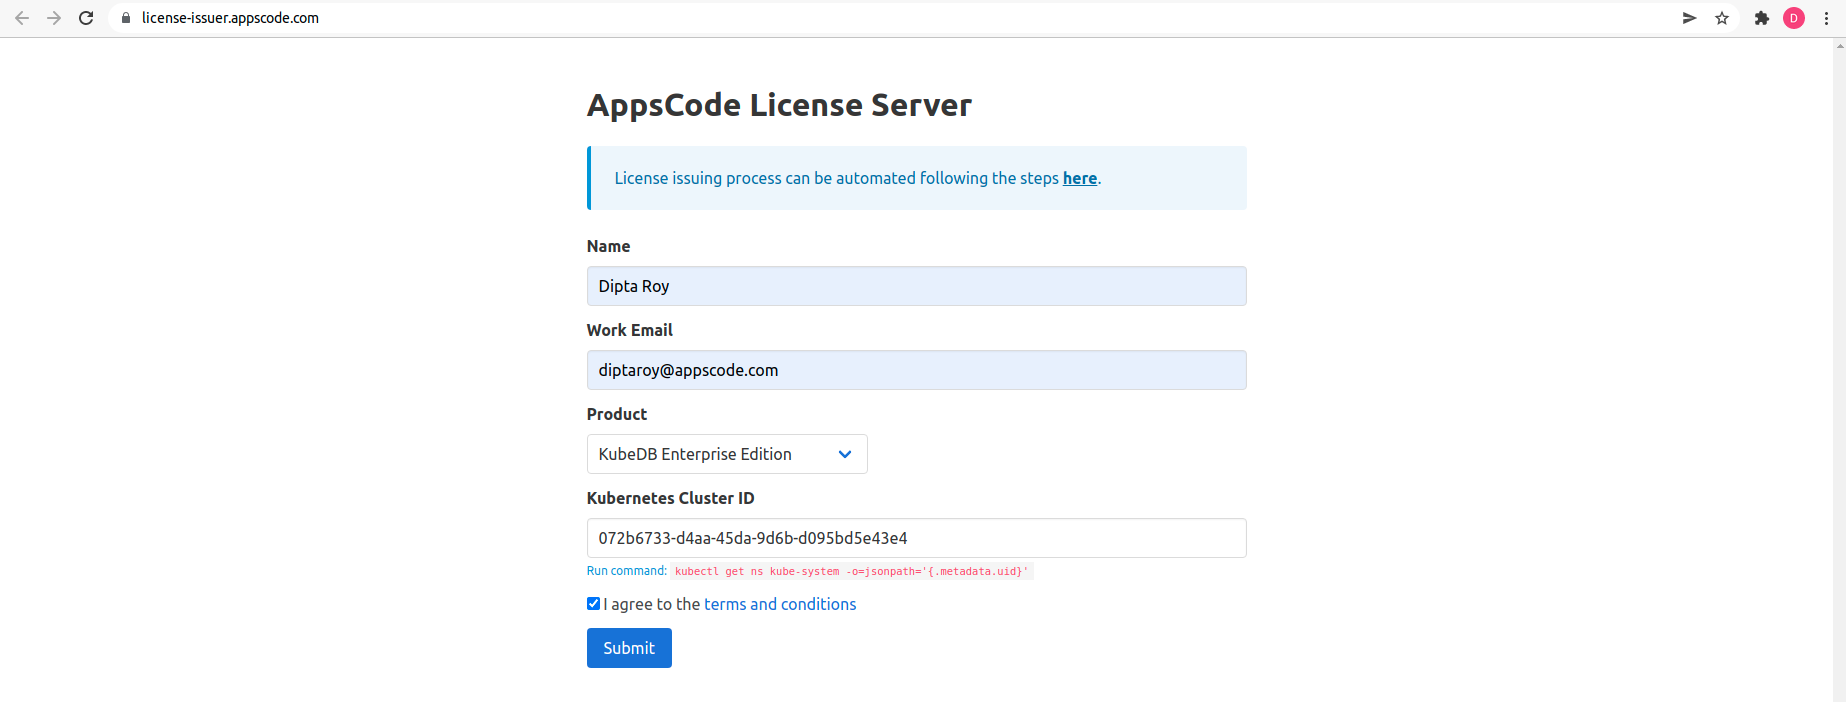 license-issuer.appscode.com
D
AppsCode License Server
License issuing process can be automated following the steps here.
Name
Dipta Roy
Work Email
diptaroy@appscode.com
Product
KubeDB Enterprise Edition
Kubernetes Cluster ID
072b6733-d4aa-45da-9d6b-d095bd5e43e4
Run command: kubectl get ns kube-system -o=jsonpath='{.metadata.uid}'
I agree to the terms and conditions
Submit